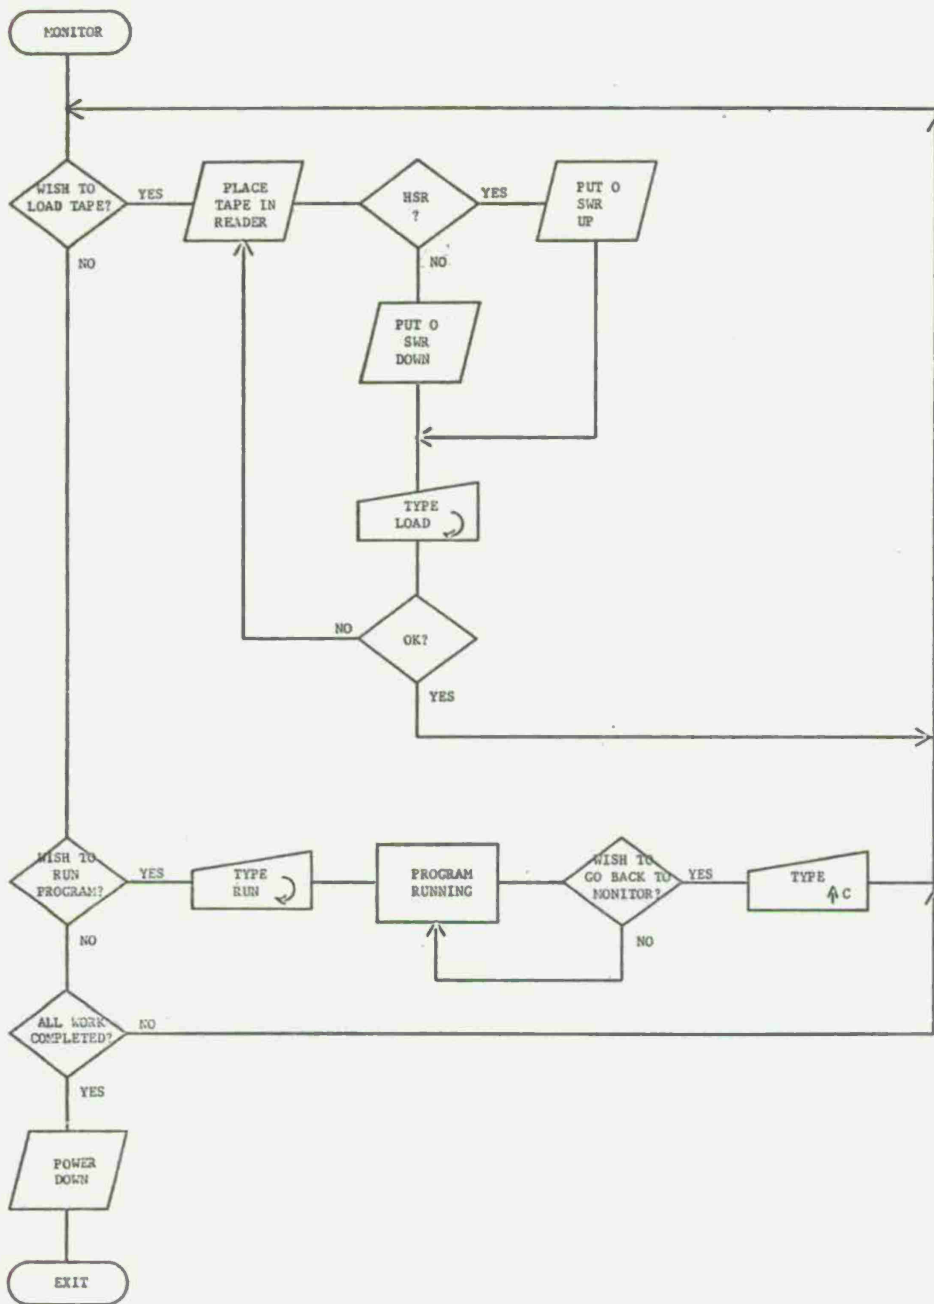 MONITOR
WISH TO
LOAD TAPE?
YES
PLACE
TAPE IN
READER
HSR
?
YES
PUT O
SWR
UP
NO
NO
PUT O
SWR
DOWN
TYPE
LOAD
NO
OK?
YES
WISH TO
RUN
PROGRAM?
YES
TYPE
RUN
PROGRAM
RUNNING
WISH TO
GO BACK TO
MONITOR?
YES
TYPE
↑C
NO
NO
ALL WORK
COMPLETED?
NO
YES
POWER
DOWN
EXIT